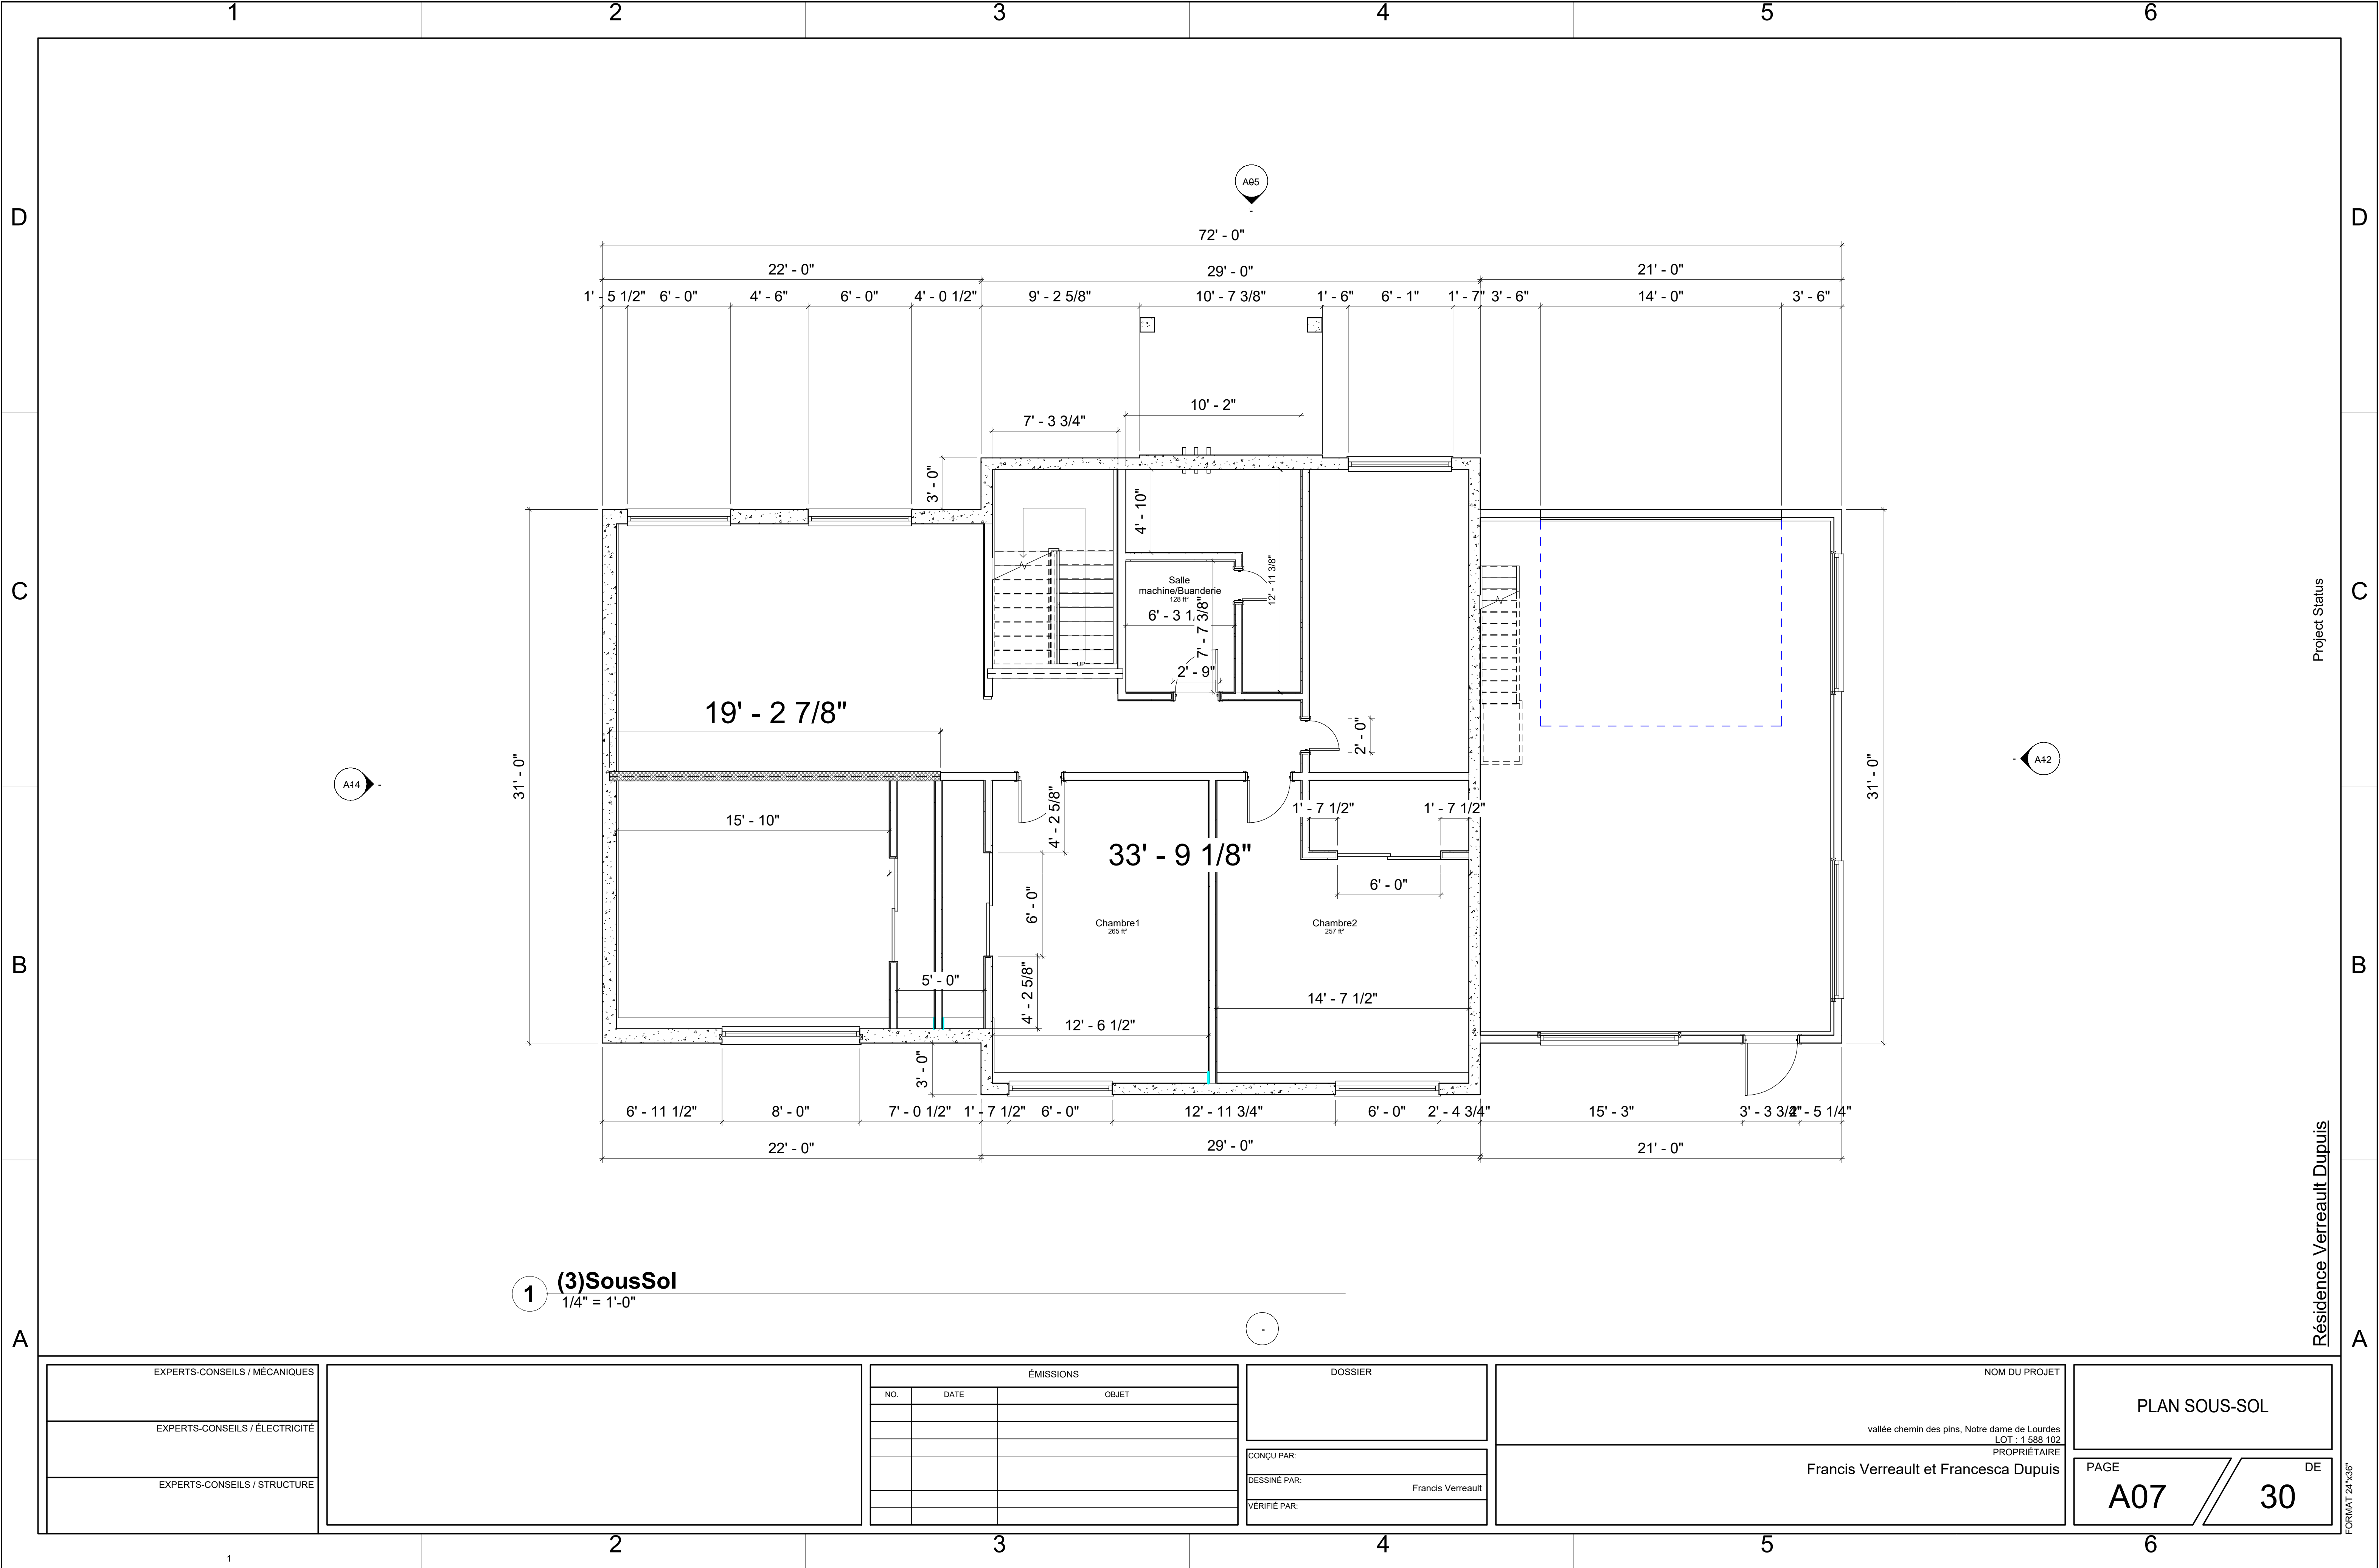 1 2 3 4 5 6
D D
C C
B B
A A
A05
-
72' - 0"
22' - 0" 29' - 0" 21' - 0"
1' - 5 1/2" 6' - 0" 4' - 6" 6' - 0" 4' - 0 1/2" 9' - 2 5/8" 10' - 7 3/8" 1' - 6" 6' - 1" 1' - 7" 3' - 6" 14' - 0" 3' - 6"
10' - 2"
7' - 3 3/4"
3' - 0"
4' - 10"
12' - 11 3/8"
Salle
machine/Buanderie
128 ft²
6' - 3 1
7' - 7 3/8"
2' - 9"
UP
19' - 2 7/8"
2' - 0"
31' - 0"
31' - 0"
A14 -
- A12
15' - 10"
4' - 2 5/8"
1' - 7 1/2" 1' - 7 1/2"
33' - 9 1/8"
6' - 0"
6' - 0"
Chambre1
265 ft²
Chambre2
257 ft²
5' - 0"
4' - 2 5/8"
14' - 7 1/2"
12' - 6 1/2"
3' - 0"
6' - 11 1/2" 8' - 0" 7' - 0 1/2" 1' - 7 1/2" 6' - 0" 12' - 11 3/4" 6' - 0" 2' - 4 3/4" 15' - 3" 3' - 3 3/4" 2' - 5 1/4"
22' - 0" 29' - 0" 21' - 0"
1 (3)SousSol
1/4" = 1'-0"
-
Project Status
Résidence Verreault Dupuis
EXPERTS-CONSEILS / MÉCANIQUES
EXPERTS-CONSEILS / ÉLECTRICITÉ
EXPERTS-CONSEILS / STRUCTURE
ÉMISSIONS
NO. DATE OBJET
DOSSIER
CONÇU PAR:
DESSINÉ PAR:
Francis Verreault
VÉRIFIÉ PAR:
NOM DU PROJET
vallée chemin des pins, Notre dame de Lourdes
LOT : 1 588 102
PROPRIÉTAIRE
Francis Verreault et Francesca Dupuis
PLAN SOUS-SOL
PAGE DE
A07 30
FORMAT 24"x36"
1 2 3 4 5 6